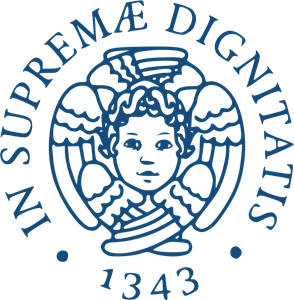 IN SUPREMÆ DIGNITATIS
1343